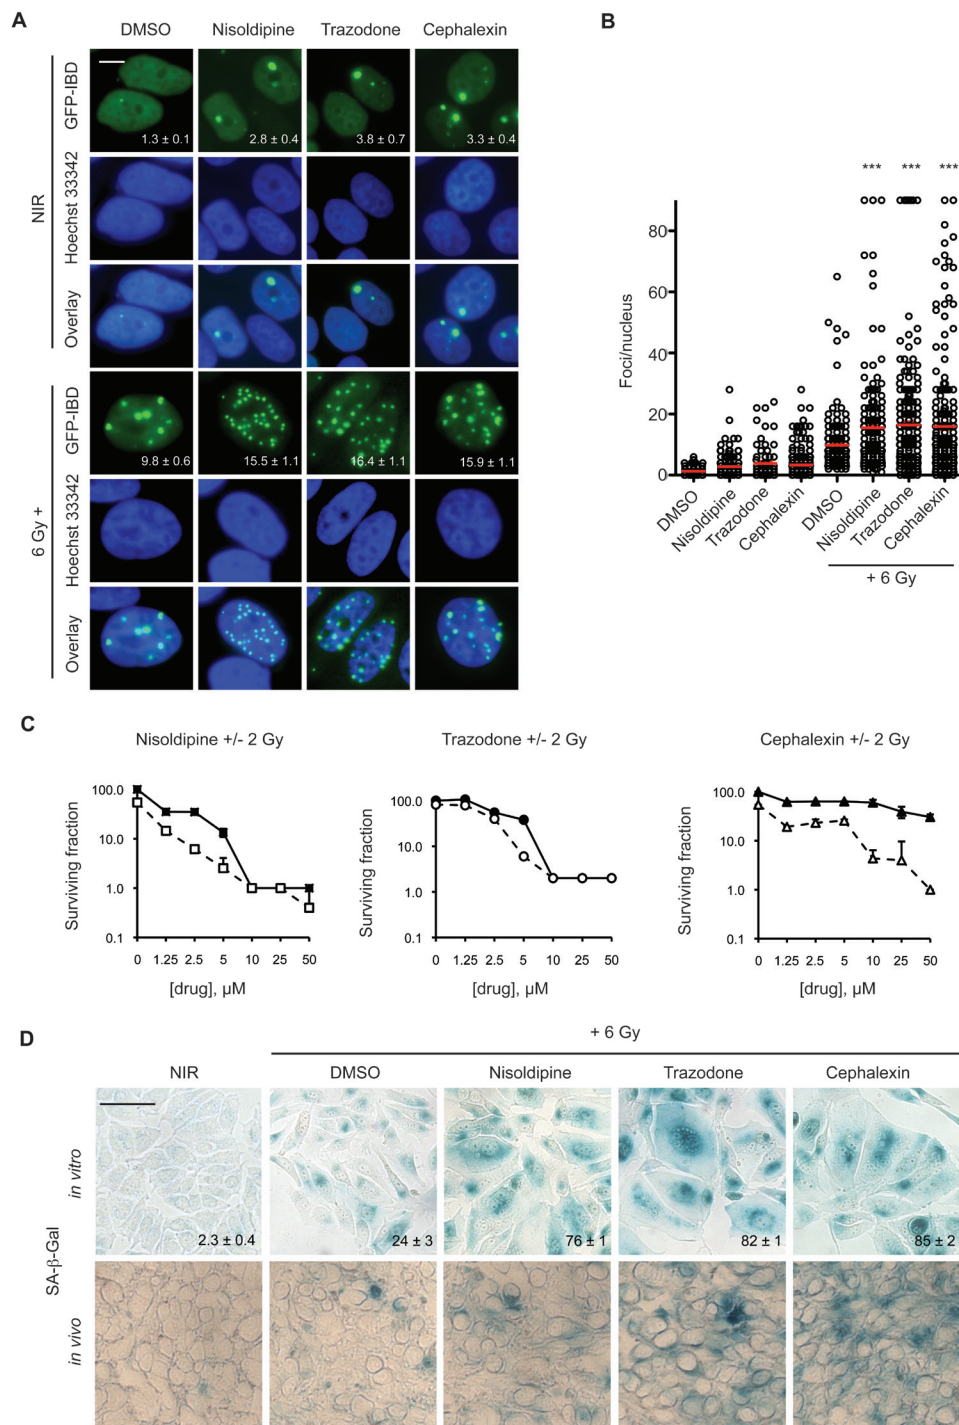 A
DMSO Nisoldipine Trazodone Cephalexin
NIR
GFP-IBD
1.3 ± 0.1 2.8 ± 0.4 3.8 ± 0.7 3.3 ± 0.4
Hoechst 33342
Overlay
6 Gy +
GFP-IBD
9.8 ± 0.6 15.5 ± 1.1 16.4 ± 1.1 15.9 ± 1.1
Hoechst 33342
Overlay
B
*** *** ***
Foci/nucleus
80
60
40
20
0
DMSO
Nisoldipine
Trazodone
Cephalexin
DMSO
Nisoldipine
Trazodone
Cephalexin
+ 6 Gy
C
Nisoldipine +/- 2 Gy
Surviving fraction
100.0
10.0
1.0
0.1
0 1.25 2.5 5 10 25 50
[drug], µM
Trazodone +/- 2 Gy
Surviving fraction
100.0
10.0
1.0
0.1
0 1.25 2.5 5 10 25 50
[drug], µM
Cephalexin +/- 2 Gy
Surviving fraction
100.0
10.0
1.0
0.1
0 1.25 2.5 5 10 25 50
[drug], µM
D
+ 6 Gy
NIR DMSO Nisoldipine Trazodone Cephalexin
SA-β-Gal
in vitro
2.3 ± 0.4 24 ± 3 76 ± 1 82 ± 1 85 ± 2
in vivo